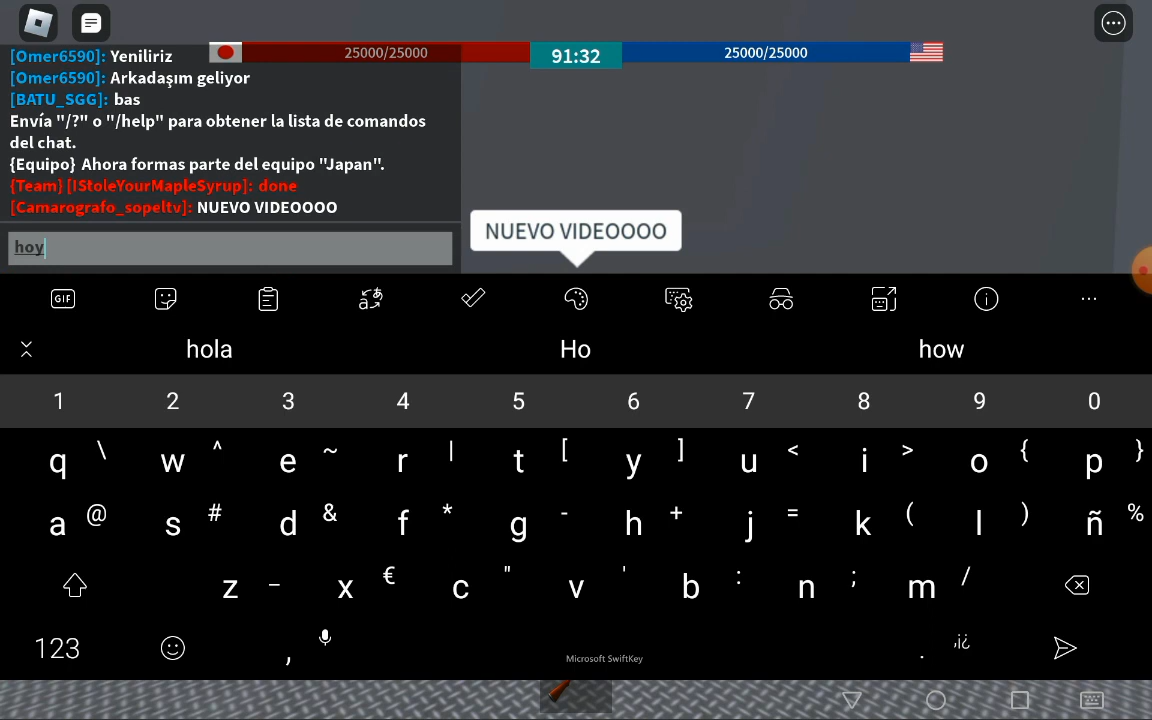 [Omer6590]: Yeniliriz
25000/25000
91:32
25000/25000
[Omer6590]: Arkadaşım geliyor
[BATU_SGG]: bas
Envía "/?" o "/help" para obtener la lista de comandos
del chat.
{Equipo} Ahora formas parte del equipo "Japan".
{Team} [IStoleYourMapleSyrup]: done
[Camarografo_sopeltv]: NUEVO VIDEOOOO
NUEVO VIDEOOOO
hoy
GIF
hola Ho how
1 2 3 4 5 6 7 8 9 0
q \ w ^ e ~ r | t [ y ] u < i > o { p }
a @ s # d & f * g - h + j = k ( l ) ñ %
z _ x € c " v ' b : n ; m /
123 , Microsoft SwiftKey . ,¡¿